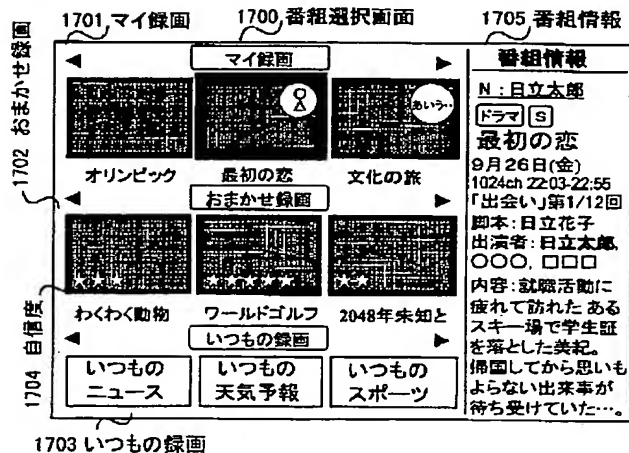 1701 マイ録画
1700 番組選択画面
1705 番組情報
1702 おまかせ録画
1704 自信度
1703 いつもの録画
◀ マイ録画 ▶
あいう‥
オリンピック
最初の恋
文化の旅
◀ おまかせ録画 ▶
★★
★★★★★
★★
わくわく動物
ワールドゴルフ
2048年未知と
◀ いつもの録画 ▶
いつもの
ニュース
いつもの
天気予報
いつもの
スポーツ
番組情報
N:日立太郎
ドラマ S
最初の恋
9月26日(金)
1024ch 22:03-22:55
「出会い」第1/12回
脚本:日立花子
出演者:日立太郎,
〇〇〇, □□□
内容:就職活動に
疲れて訪れた ある
スキー場で学生証
を落とした美紀。
帰国してから思いも
よらない出来事が
待ち受けていた…。